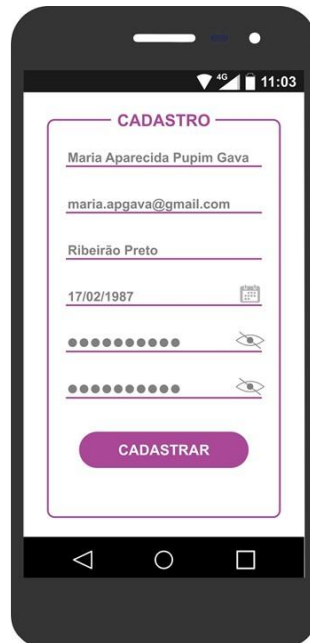 4G 11:03
CADASTRO
Maria Aparecida Pupim Gava
maria.apgava@gmail.com
Ribeirão Preto
17/02/1987
●●●●●●●●●●
●●●●●●●●●●
CADASTRAR